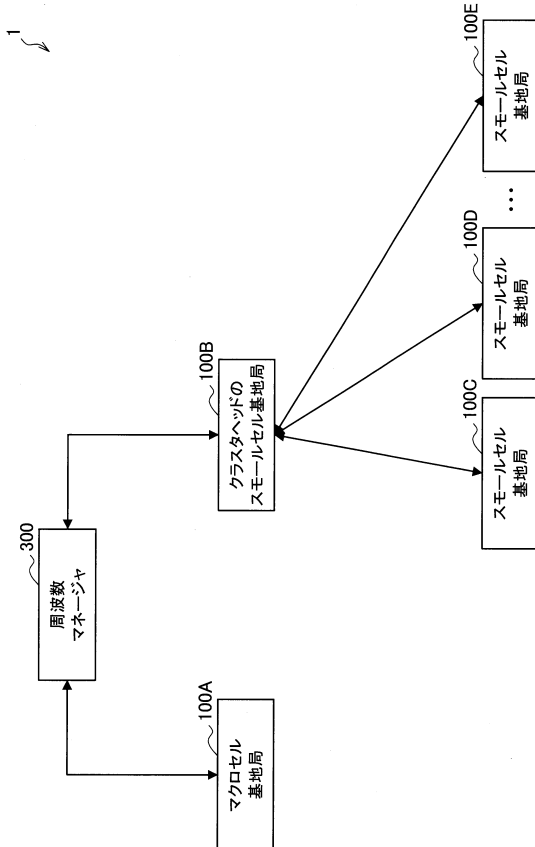 1
300
周波数
マネージャ
100A
マクロセル
基地局
100B
クラスタヘッドの
スモールセル基地局
100C
スモールセル
基地局
100D
スモールセル
基地局
...
100E
スモールセル
基地局